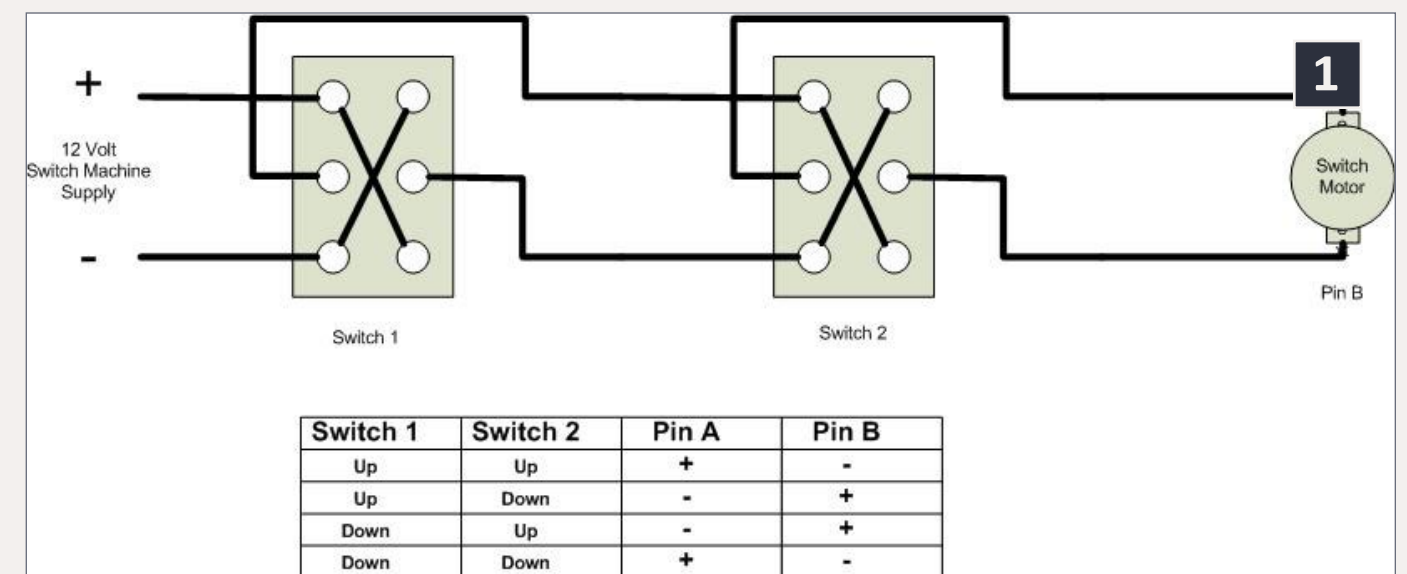 1
+
12 Volt
Switch Machine
Supply
-
Switch
Motor
Pin B
Switch 1
Switch 2
Switch 1 Switch 2 Pin A Pin B
Up Up + -
Up Down - +
Down Up - +
Down Down + -